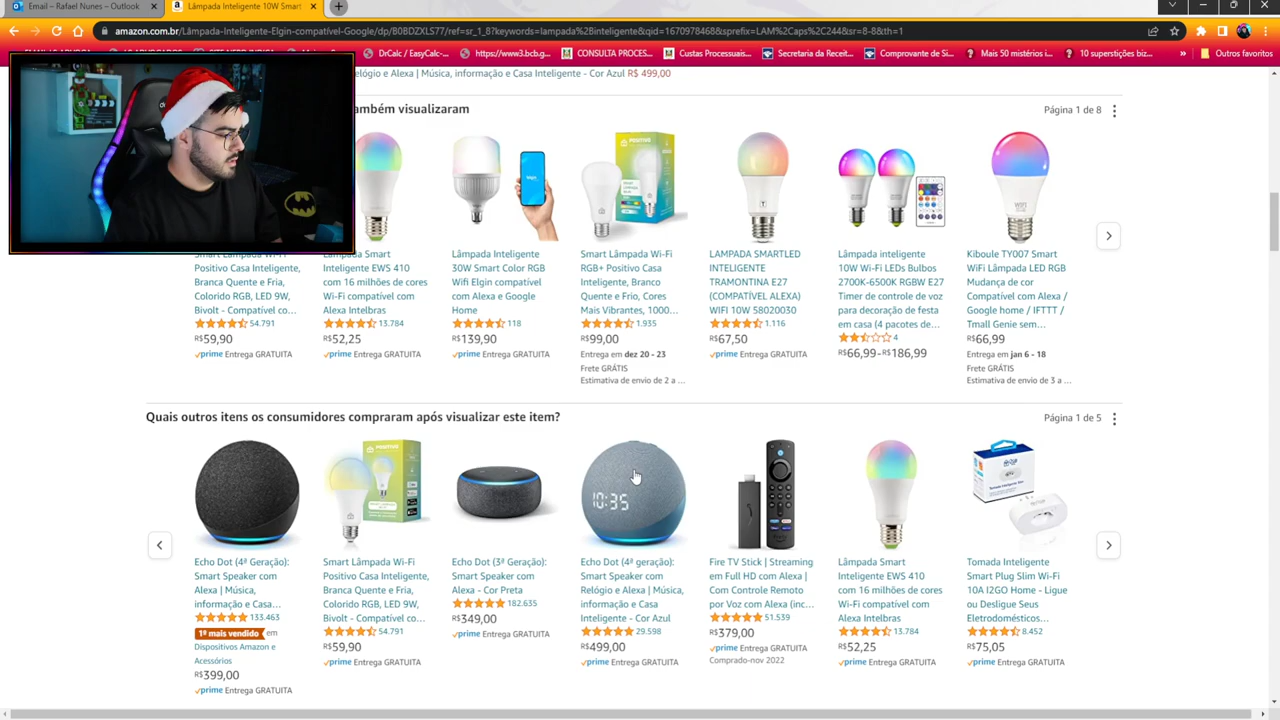 Email – Rafael Nunes – Outlook
Lâmpada Inteligente 10W Smart
amazon.com.br/Lâmpada-Inteligente-Elgin-compatível-Google/dp/B0BDZXLS77/ref=sr_1_8?keywords=lampada%2Binteligente&qid=1670978468&sprefix=LAM%2Caps%2C244&sr=8-8&th=1
DrCalc / EasyCalc-...
https://www3.bcb.g...
CONSULTA PROCES...
Custas Processuais...
Secretaria da Receit...
Comprovante de Si...
Mais 50 mistérios i...
10 superstições biz...
»
Outros favoritos
elógio e Alexa | Música, informação e Casa Inteligente - Cor Azul R$ 499,00
ambém visualizaram
Página 1 de 8
Positivo Casa Inteligente,
Branca Quente e Fria,
Colorido RGB, LED 9W,
Bivolt - Compatível co...
54.791
R$59,90
prime Entrega GRATUITA
Lâmpada Smart
Inteligente EWS 410
com 16 milhões de cores
Wi-Fi compatível com
Alexa Intelbras
13.784
R$52,25
prime Entrega GRATUITA
Lâmpada Inteligente
30W Smart Color RGB
Wifi Elgin compatível
com Alexa e Google
Home
118
R$139,90
prime Entrega GRATUITA
Smart Lâmpada Wi-Fi
RGB+ Positivo Casa
Inteligente, Branco
Quente e Frio, Cores
Mais Vibrantes, 1000...
1.935
R$99,00
Entrega em dez 20 - 23
Frete GRÁTIS
Estimativa de envio de 2 a ...
LAMPADA SMARTLED
INTELIGENTE
TRAMONTINA E27
(COMPATÍVEL ALEXA)
WIFI 10W 58020030
1.116
R$67,50
prime Entrega GRATUITA
Lâmpada inteligente
10W Wi-Fi LEDs Bulbos
2700K-6500K RGBW E27
Timer de controle de voz
para decoração de festa
em casa (4 pacotes de...
4
R$66,99-R$186,99
Kiboule TY007 Smart
WiFi Lâmpada LED RGB
Mudança de cor
Compatível com Alexa /
Google home / IFTTT /
Tmall Genie sem...
R$66,99
Entrega em jan 6 - 18
Frete GRÁTIS
Estimativa de envio de 3 a ...
Quais outros itens os consumidores compraram após visualizar este item?
Página 1 de 5
POSITIVO
10:35
Echo Dot (4ª Geração):
Smart Speaker com
Alexa | Música,
informação e Casa...
133.463
1º mais vendido em
Dispositivos Amazon e
Acessórios
R$399,00
prime Entrega GRATUITA
Smart Lâmpada Wi-Fi
Positivo Casa Inteligente,
Branca Quente e Fria,
Colorido RGB, LED 9W,
Bivolt - Compatível co...
54.791
R$59,90
prime Entrega GRATUITA
Echo Dot (3ª Geração):
Smart Speaker com
Alexa - Cor Preta
182.635
R$349,00
prime Entrega GRATUITA
Echo Dot (4ª geração):
Smart Speaker com
Relógio e Alexa | Música,
informação e Casa
Inteligente - Cor Azul
29.598
R$499,00
prime Entrega GRATUITA
Fire TV Stick | Streaming
em Full HD com Alexa |
Com Controle Remoto
por Voz com Alexa (inc...
51.539
R$379,00
prime Entrega GRATUITA
Comprado-nov 2022
Lâmpada Smart
Inteligente EWS 410
com 16 milhões de cores
Wi-Fi compatível com
Alexa Intelbras
13.784
R$52,25
prime Entrega GRATUITA
Tomada Inteligente
Smart Plug Slim Wi-Fi
10A I2GO Home - Ligue
ou Desligue Seus
Eletrodomésticos...
8.452
R$75,05
prime Entrega GRATUITA